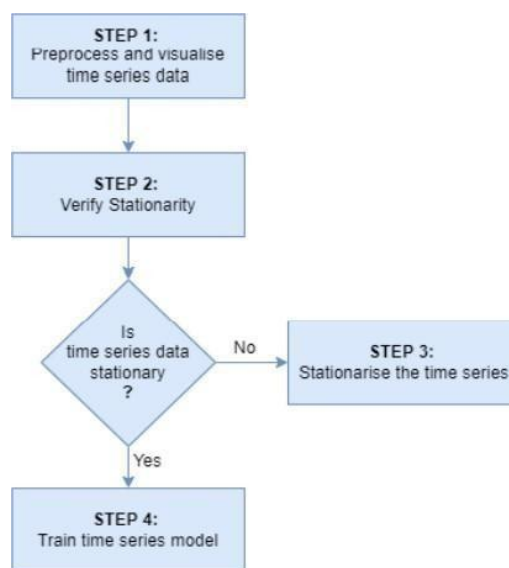 STEP 1:
Preprocess and visualise
time series data
STEP 2:
Verify Stationarity
Is
time series data
stationary
?
No
STEP 3:
Stationarise the time series
Yes
STEP 4:
Train time series model